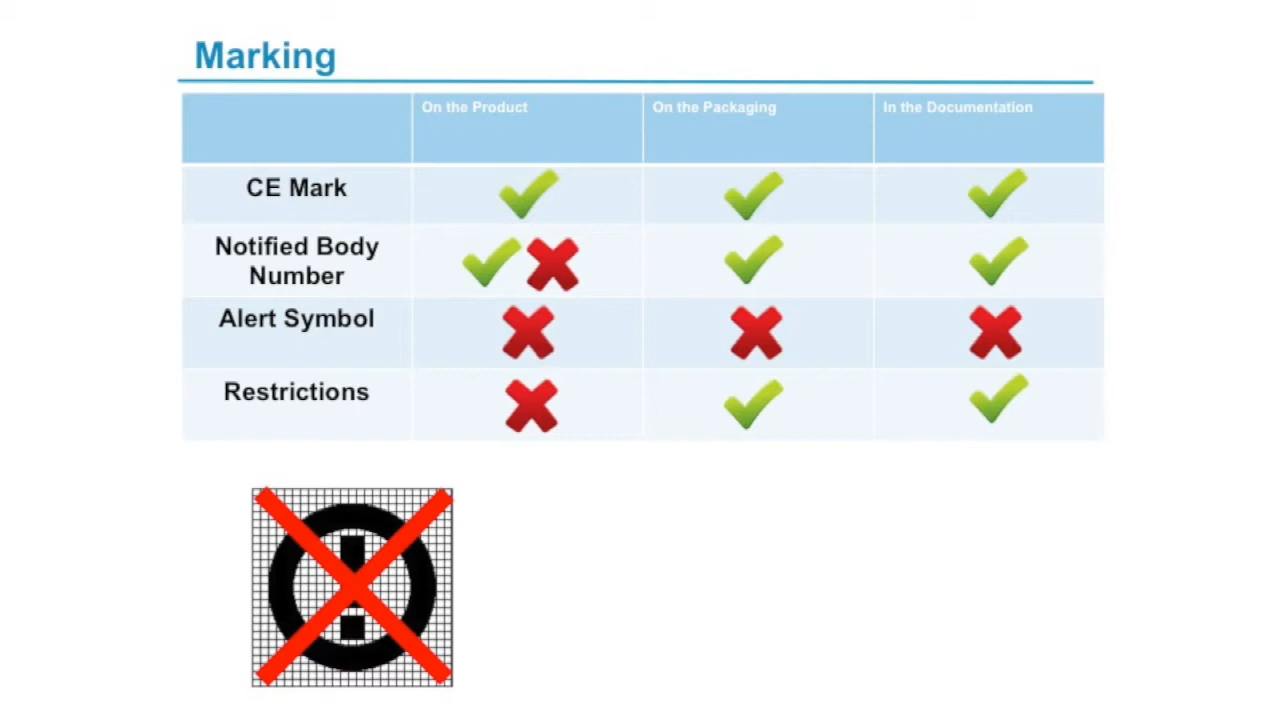 Marking
On the Product
On the Packaging
In the Documentation
CE Mark
Notified Body
Number
Alert Symbol
Restrictions